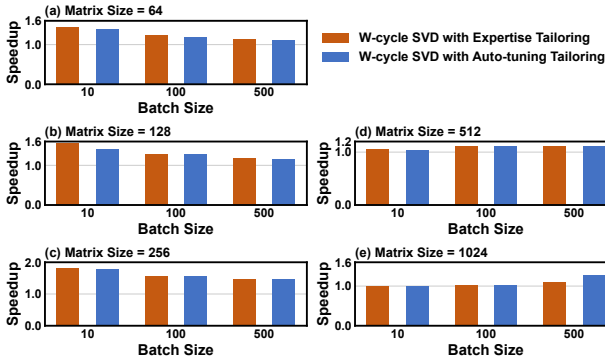 (a) Matrix Size = 64
Speedup
1.6
1.0
0.0
10 100 500
Batch Size
W-cycle SVD with Expertise Tailoring
W-cycle SVD with Auto-tuning Tailoring
(b) Matrix Size = 128
Speedup
1.6
1.0
0.0
10 100 500
Batch Size
(d) Matrix Size = 512
Speedup
1.2
1.0
0.0
10 100 500
Batch Size
(c) Matrix Size = 256
Speedup
2.0
1.0
0.0
10 100 500
Batch Size
(e) Matrix Size = 1024
Speedup
1.6
1.0
0.0
10 100 500
Batch Size